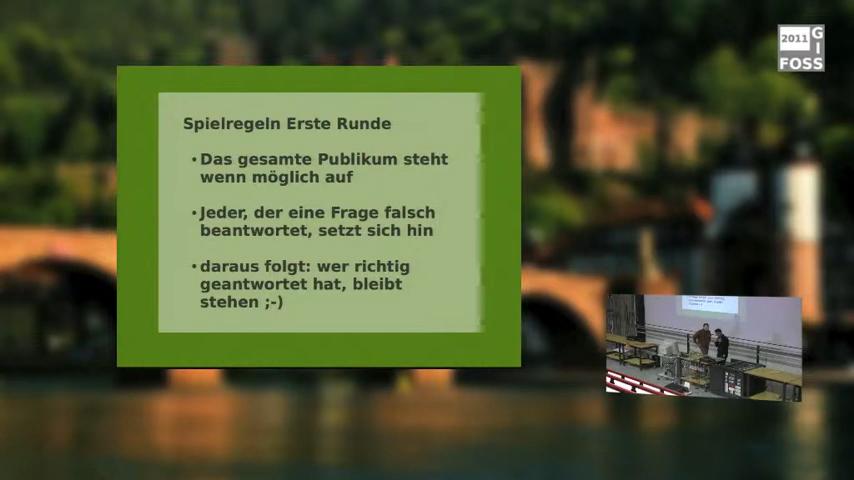 2011
G
I
FOSS
Spielregeln Erste Runde
•Das gesamte Publikum steht
wenn möglich auf
•Jeder, der eine Frage falsch
beantwortet, setzt sich hin
•daraus folgt: wer richtig
geantwortet hat, bleibt
stehen ;-)